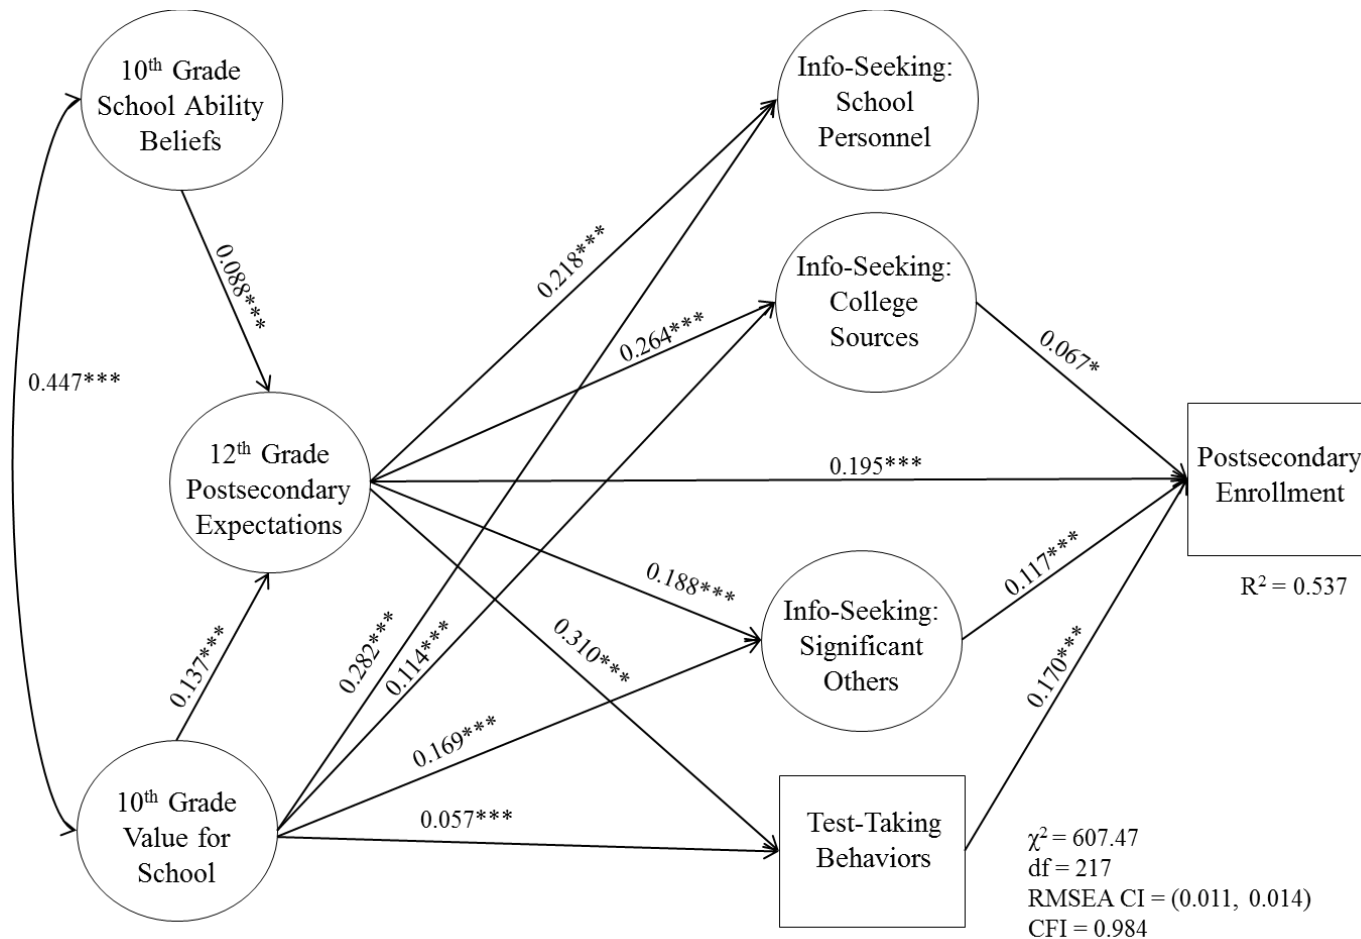 10th Grade
School Ability
Beliefs
Info-Seeking:
School
Personnel
0.218***
0.088***
Info-Seeking:
College
Sources
0.264***
0.067*
0.447***
12th Grade
Postsecondary
Expectations
0.195***
Postsecondary
Enrollment
R2 = 0.537
0.188***
0.117***
Info-Seeking:
Significant
Others
0.310***
0.282***
0.114***
0.137***
0.169***
0.170***
10th Grade
Value for
School
0.057***
Test-Taking
Behaviors
χ2 = 607.47
df = 217
RMSEA CI = (0.011, 0.014)
CFI = 0.984